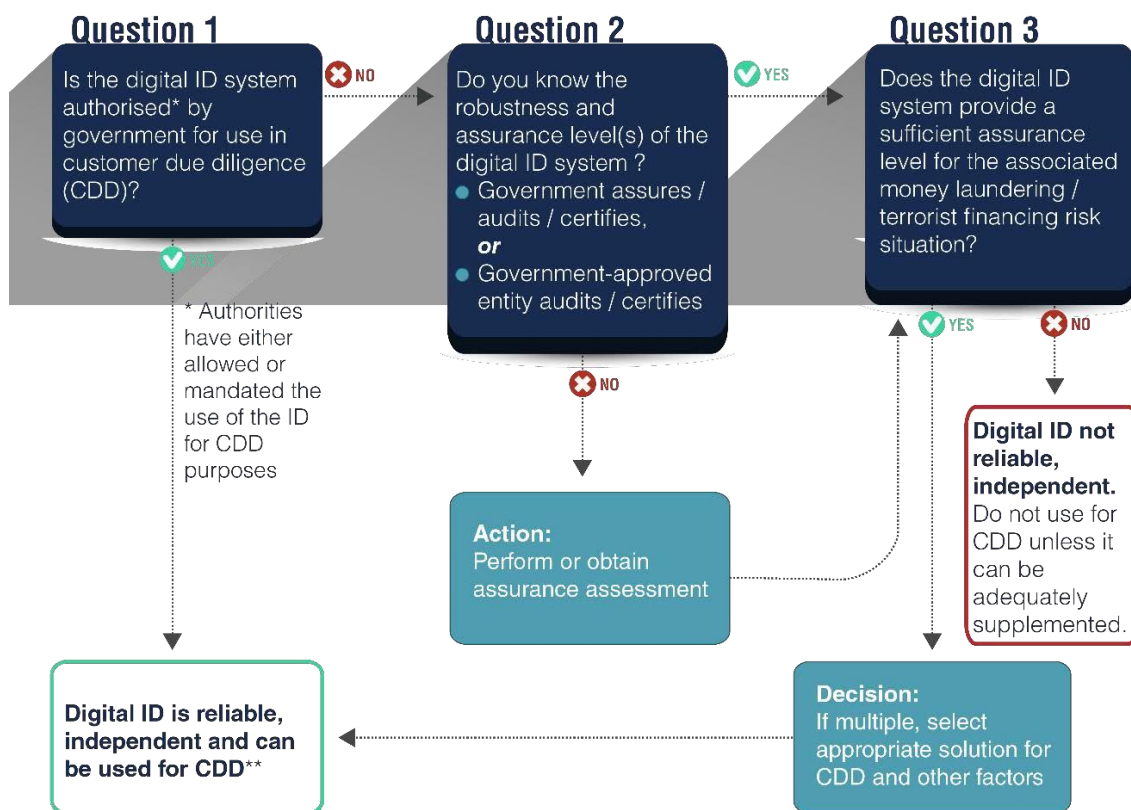 Question 1
Is the digital ID system
authorised* by
government for use in
customer due diligence
(CDD)?
NO
YES
* Authorities
have either
allowed or
mandated the
use of the ID
for CDD
purposes
Question 2
Do you know the
robustness and
assurance level(s) of the
digital ID system ?
Government assures /
audits / certifies,
or
Government-approved
entity audits / certifies
YES
NO
Action:
Perform or obtain
assurance assessment
Question 3
Does the digital ID
system provide a
sufficient assurance
level for the associated
money laundering /
terrorist financing risk
situation?
YES
NO
Digital ID not
reliable,
independent.
Do not use for
CDD unless it
can be
adequately
supplemented.
Decision:
If multiple, select
appropriate solution for
CDD and other factors
Digital ID is reliable,
independent and can
be used for CDD**